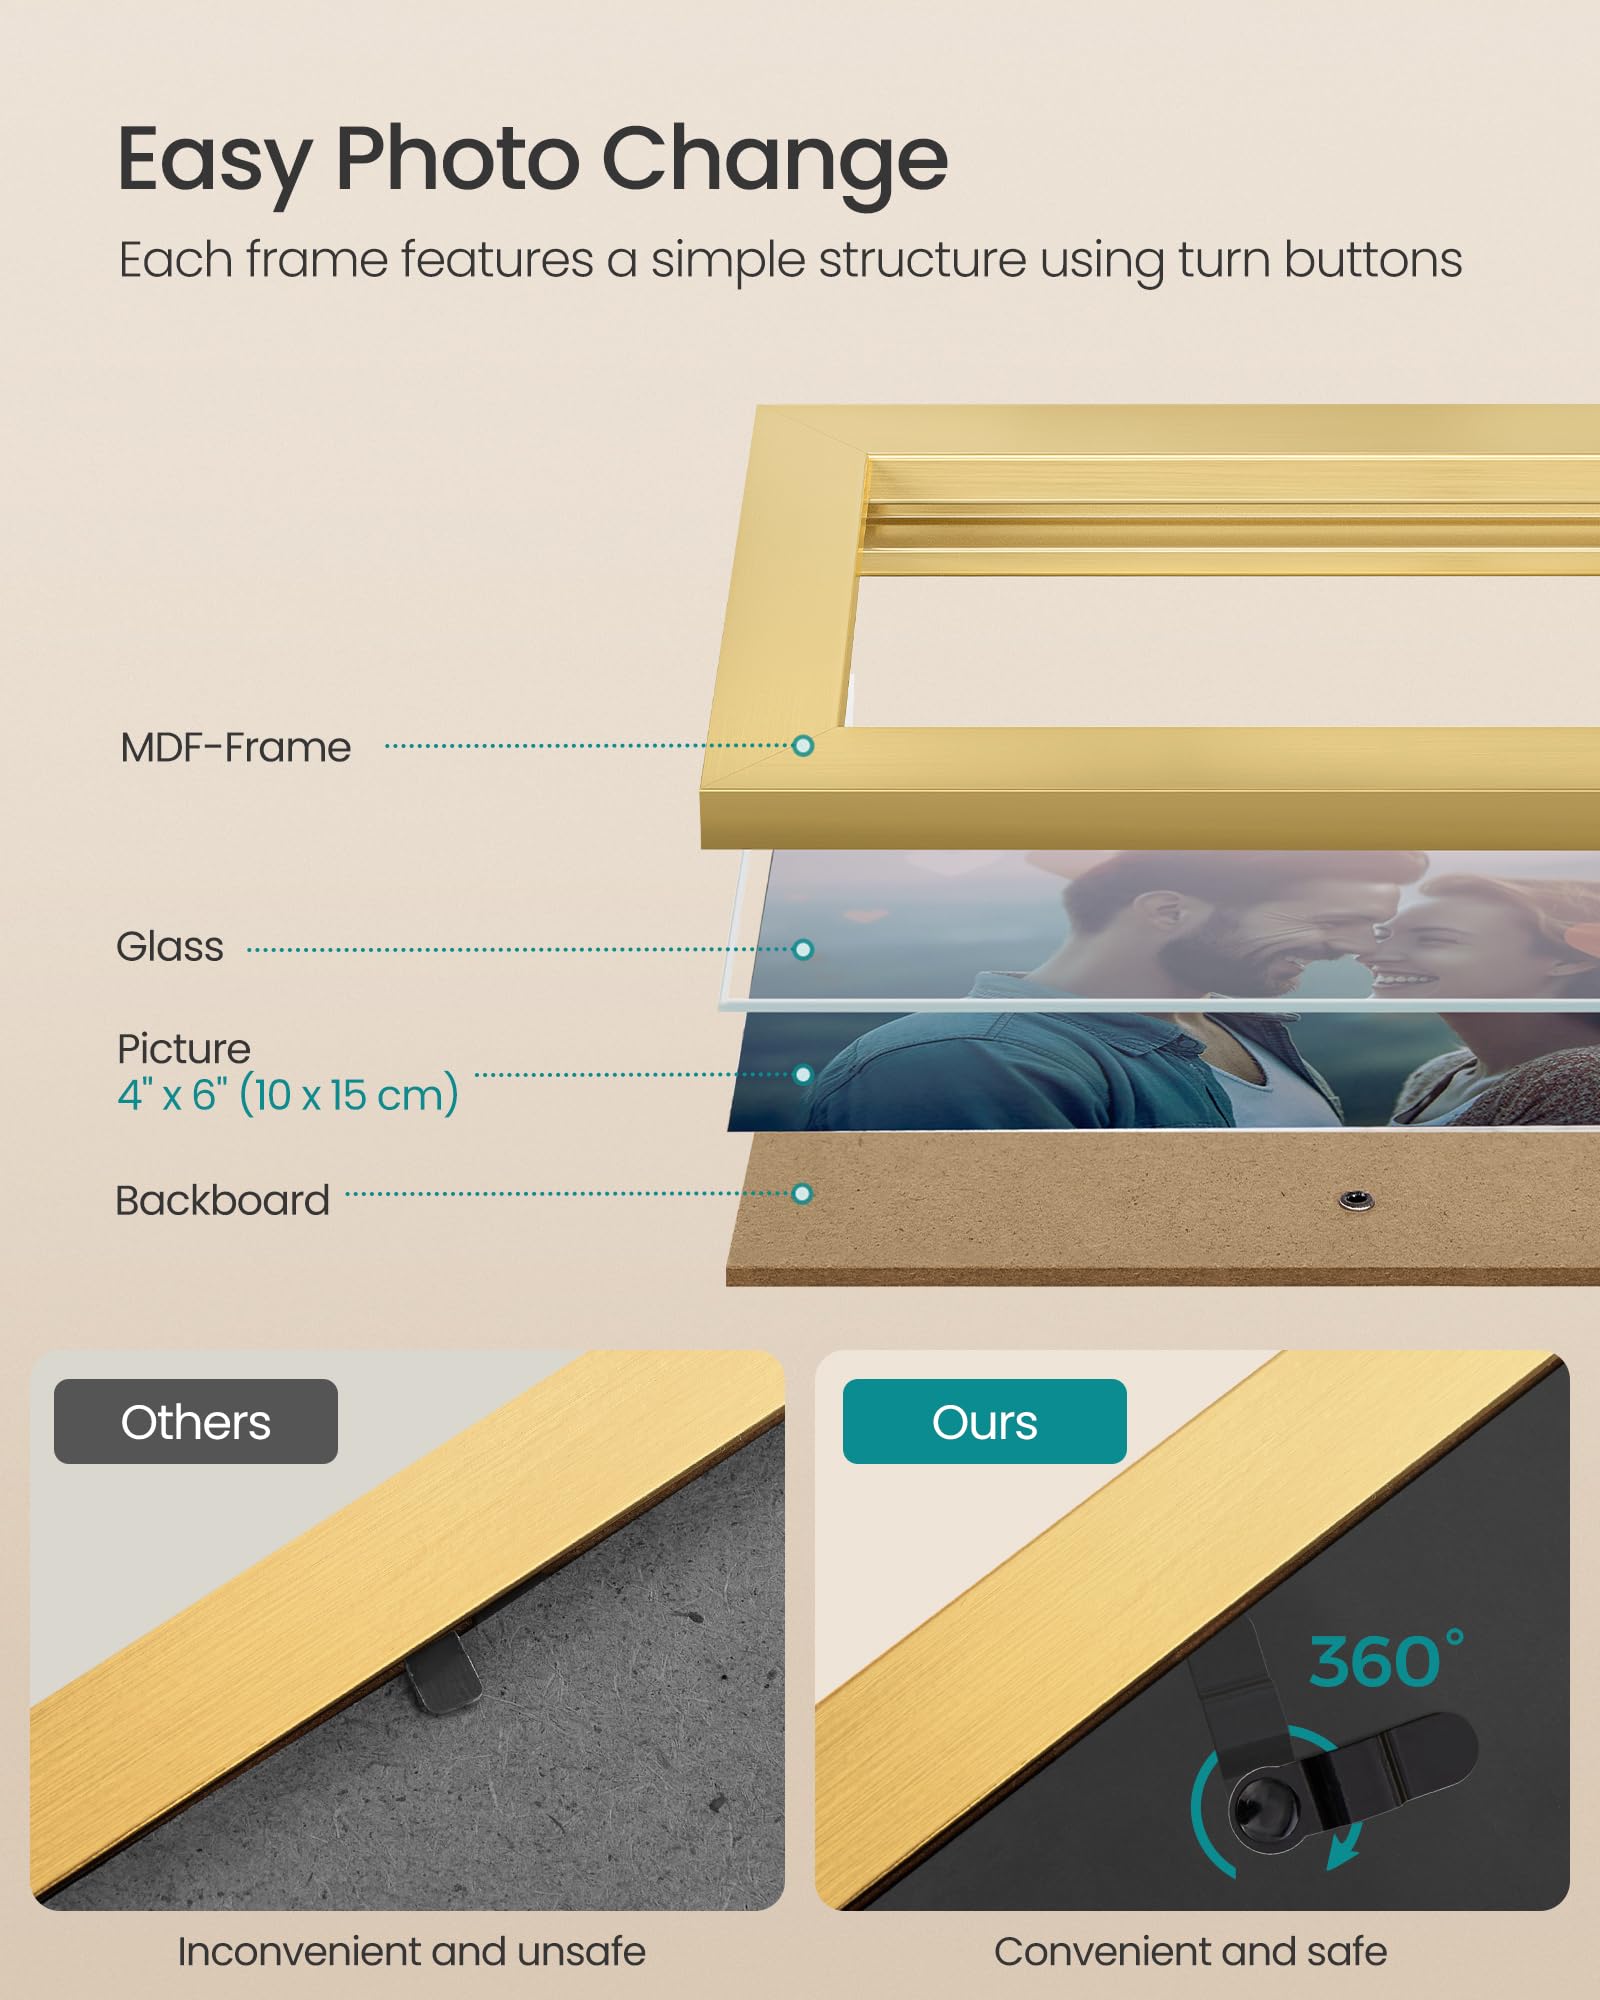 Easy Photo Change
Each frame features a simple structure using turn buttons
MDF-Frame
Glass
Picture
4" x 6" (10 x 15 cm)
Backboard
Others
Ours
360°
Inconvenient and unsafe
Convenient and safe